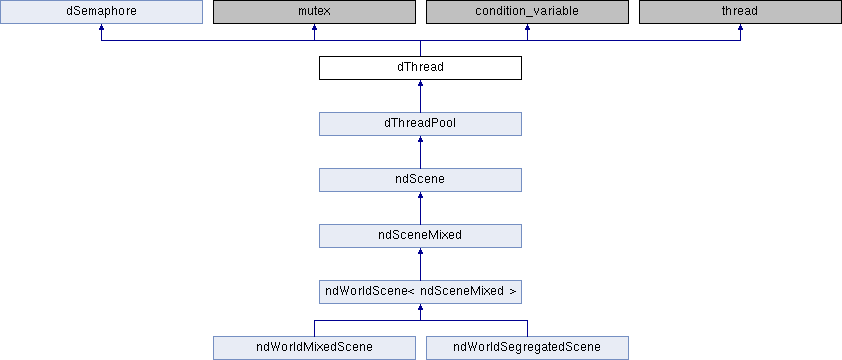 dSemaphore
mutex
condition_variable
thread
dThread
dThreadPool
ndScene
ndSceneMixed
ndWorldScene< ndSceneMixed >
ndWorldMixedScene
ndWorldSegregatedScene